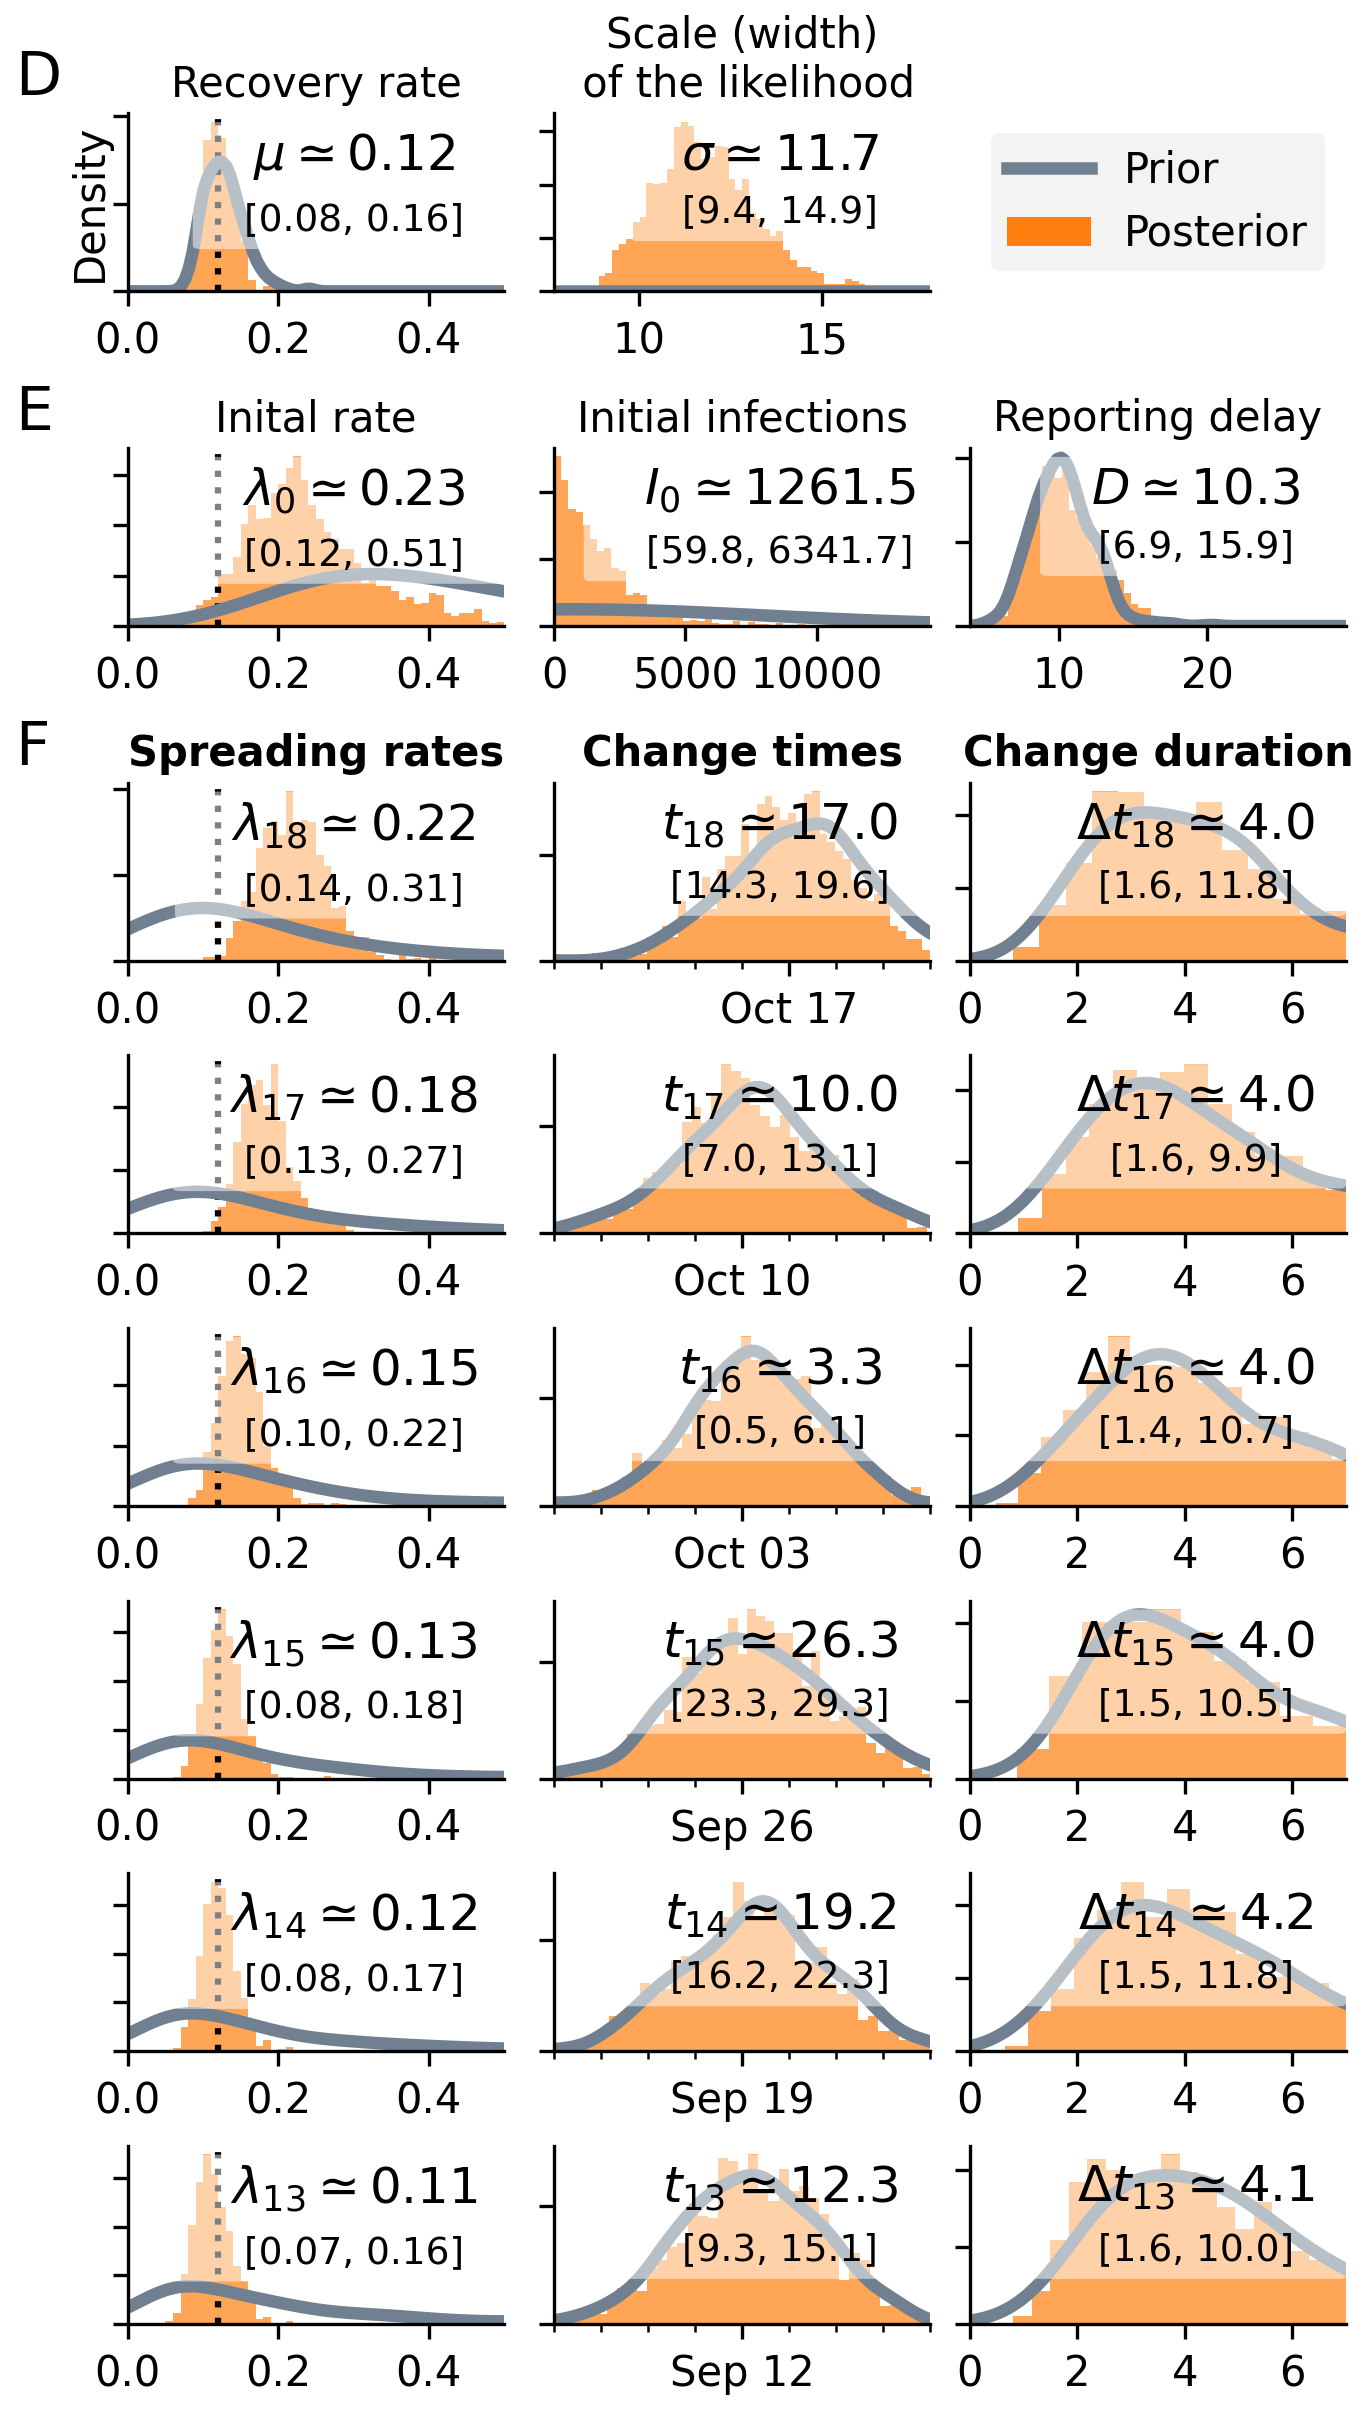 D
Recovery rate
Scale (width)
of the likelihood
Density
μ ≃ 0.12
[0.08, 0.16]
σ ≃ 11.7
[9.4, 14.9]
Prior
Posterior
0.0 0.2 0.4
10 15
E
Inital rate
Initial infections
Reporting delay
λ₀ ≃ 0.23
[0.12, 0.51]
I₀ ≃ 1261.5
[59.8, 6341.7]
D ≃ 10.3
[6.9, 15.9]
0.0 0.2 0.4
0 5000 10000
10 20
F
Spreading rates
Change times
Change duration
λ₁₈ ≃ 0.22
[0.14, 0.31]
t₁₈ ≃ 17.0
[14.3, 19.6]
Δt₁₈ ≃ 4.0
[1.6, 11.8]
0.0 0.2 0.4
Oct 17
0 2 4 6
λ₁₇ ≃ 0.18
[0.13, 0.27]
t₁₇ ≃ 10.0
[7.0, 13.1]
Δt₁₇ ≃ 4.0
[1.6, 9.9]
0.0 0.2 0.4
Oct 10
0 2 4 6
λ₁₆ ≃ 0.15
[0.10, 0.22]
t₁₆ ≃ 3.3
[0.5, 6.1]
Δt₁₆ ≃ 4.0
[1.4, 10.7]
0.0 0.2 0.4
Oct 03
0 2 4 6
λ₁₅ ≃ 0.13
[0.08, 0.18]
t₁₅ ≃ 26.3
[23.3, 29.3]
Δt₁₅ ≃ 4.0
[1.5, 10.5]
0.0 0.2 0.4
Sep 26
0 2 4 6
λ₁₄ ≃ 0.12
[0.08, 0.17]
t₁₄ ≃ 19.2
[16.2, 22.3]
Δt₁₄ ≃ 4.2
[1.5, 11.8]
0.0 0.2 0.4
Sep 19
0 2 4 6
λ₁₃ ≃ 0.11
[0.07, 0.16]
t₁₃ ≃ 12.3
[9.3, 15.1]
Δt₁₃ ≃ 4.1
[1.6, 10.0]
0.0 0.2 0.4
Sep 12
0 2 4 6